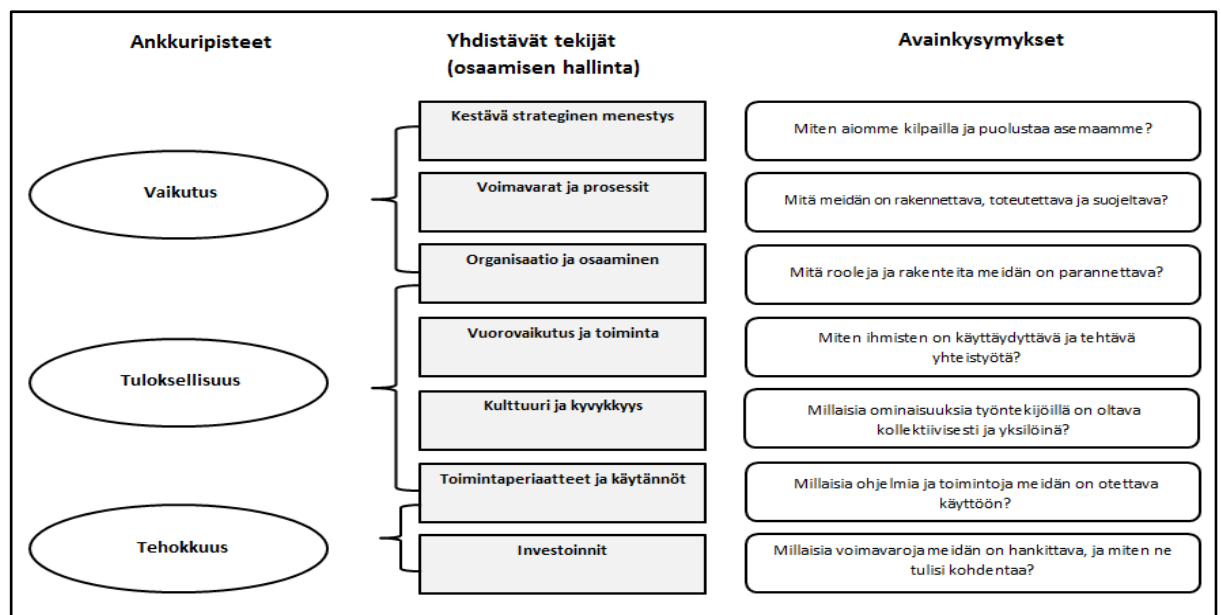 Ankkuripisteet
Yhdistävät tekijät
(osaamisen hallinta)
Avainkysymykset
Vaikutus
Kestävä strateginen menestys
Miten aiomme kilpailla ja puolustaa asemaamme?
Voimavarat ja prosessit
Mitä meidän on rakennettava, toteutettava ja suojeltava?
Organisaatio ja osaaminen
Mitä rooleja ja rakenteita meidän on parannettava?
Tuloksellisuus
Vuorovaikutus ja toiminta
Miten ihmisten on käyttäydyttävä ja tehtävä
yhteistyötä?
Kulttuuri ja kyvykkyys
Millaisia ominaisuuksia työntekijöillä on oltava
kollektiivisesti ja yksilöinä?
Toimintaperiaatteet ja käytännöt
Millaisia ohjelmia ja toimintoja meidän on otettava
käyttöön?
Tehokkuus
Investoinnit
Millaisia voimavaroja meidän on hankittava, ja miten ne
tulisi kohdentaa?